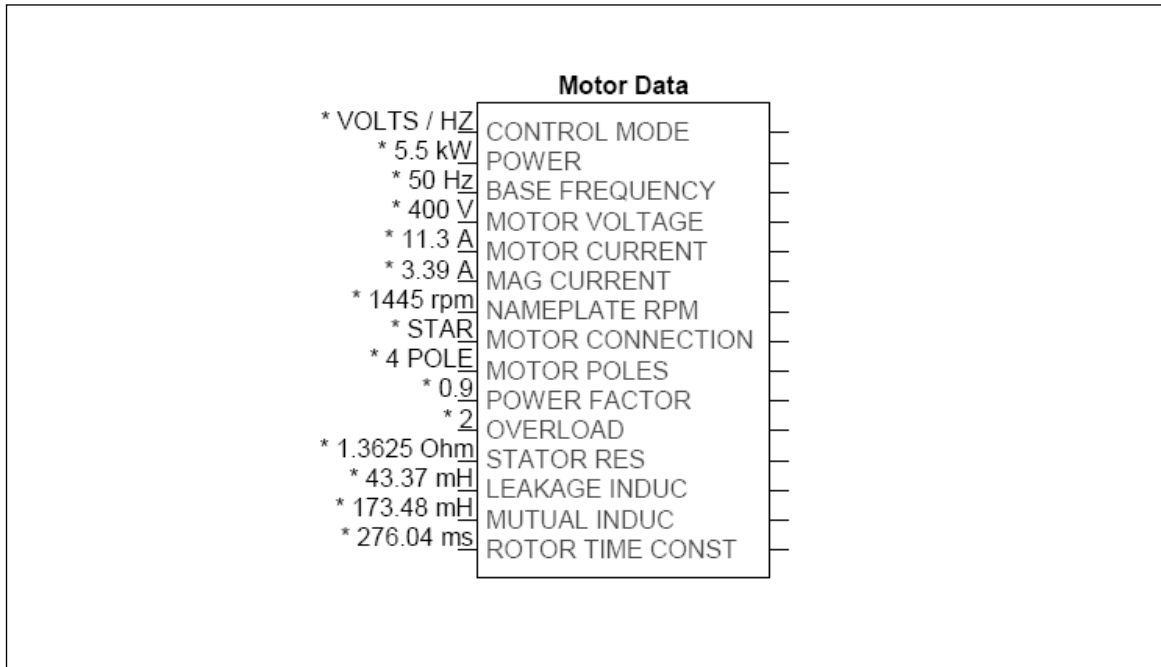 Motor Data
* VOLTS / HZ CONTROL MODE
* 5.5 kW POWER
* 50 Hz BASE FREQUENCY
* 400 V MOTOR VOLTAGE
* 11.3 A MOTOR CURRENT
* 3.39 A MAG CURRENT
* 1445 rpm NAMEPLATE RPM
* STAR MOTOR CONNECTION
* 4 POLE MOTOR POLES
* 0.9 POWER FACTOR
* 2 OVERLOAD
* 1.3625 Ohm STATOR RES
* 43.37 mH LEAKAGE INDUC
* 173.48 mH MUTUAL INDUC
* 276.04 ms ROTOR TIME CONST